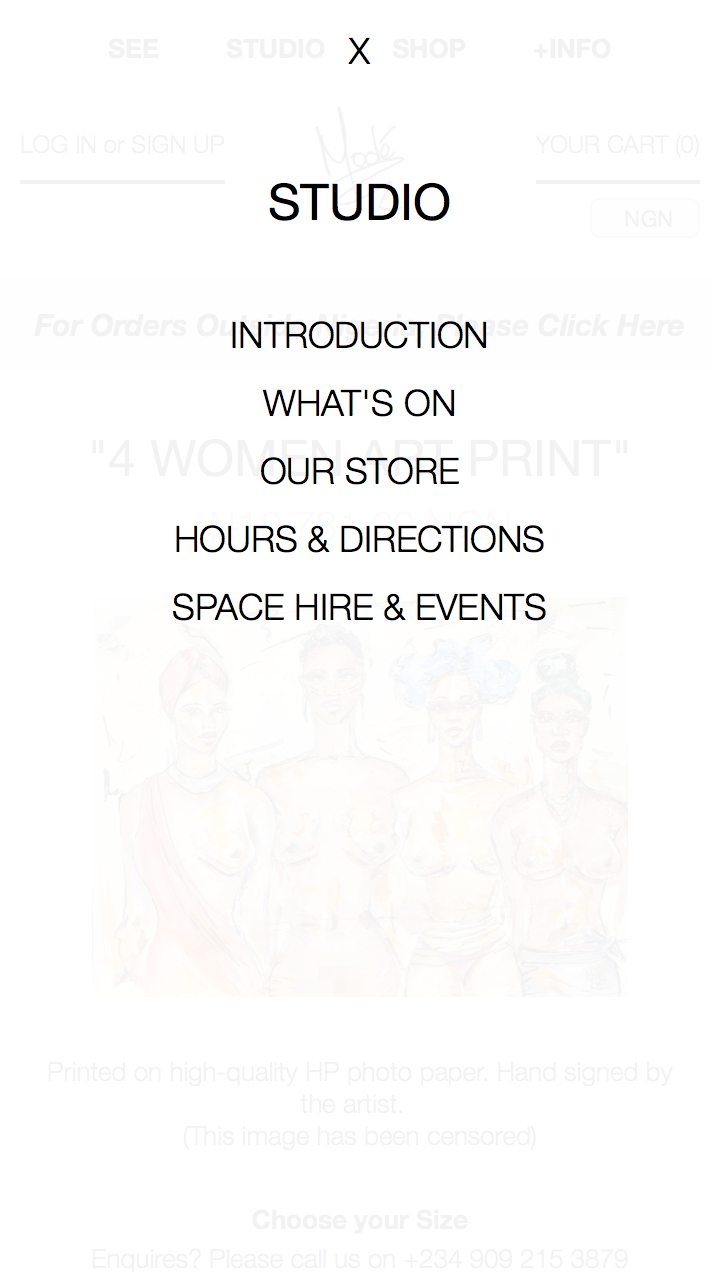 SEE STUDIO X SHOP +INFO
LOG IN or SIGN UP
YOUR CART (0)
STUDIO
NGN
For Orders Outside Nigeria Please Click Here
INTRODUCTION
WHAT'S ON
"4 WOMEN ART PRINT"
OUR STORE
HOURS & DIRECTIONS
SPACE HIRE & EVENTS
Printed on high-quality HP photo paper. Hand signed by
the artist.
(This image has been censored)
Choose your Size
Enquires? Please call us on +234 909 215 3879